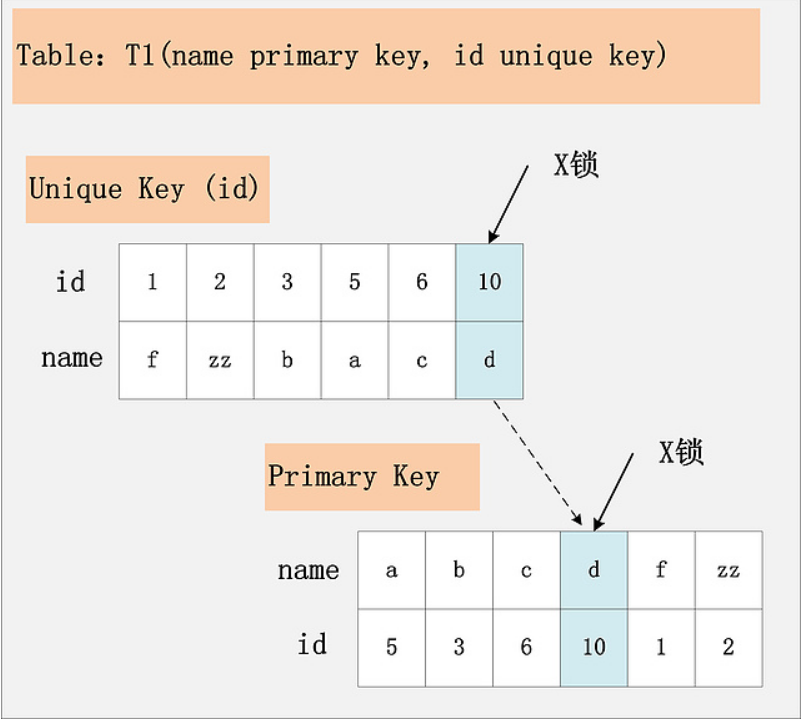 Table: T1(name primary key, id unique key)
X锁
Unique Key (id)
id 1 2 3 5 6 10
name f zz b a c d
X锁
Primary Key
name a b c d f zz
id 5 3 6 10 1 2